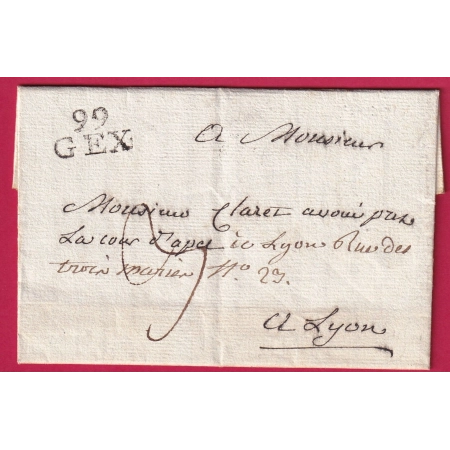 99
GEX
A Monsieur
Monsieur Claret avoué près
La cour d'apel de Lyon Rue des
trois maries N° 23.
A Lyon